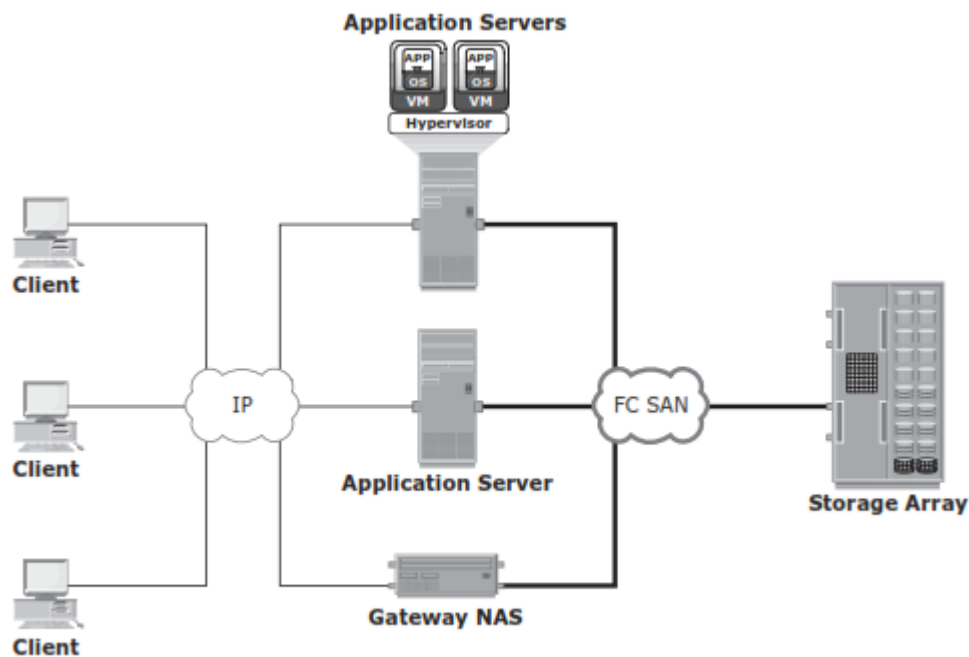 Application Servers
APP APP
OS OS
VM VM
Hypervisor
Client
IP
FC SAN
Client
Application Server
Storage Array
Gateway NAS
Client